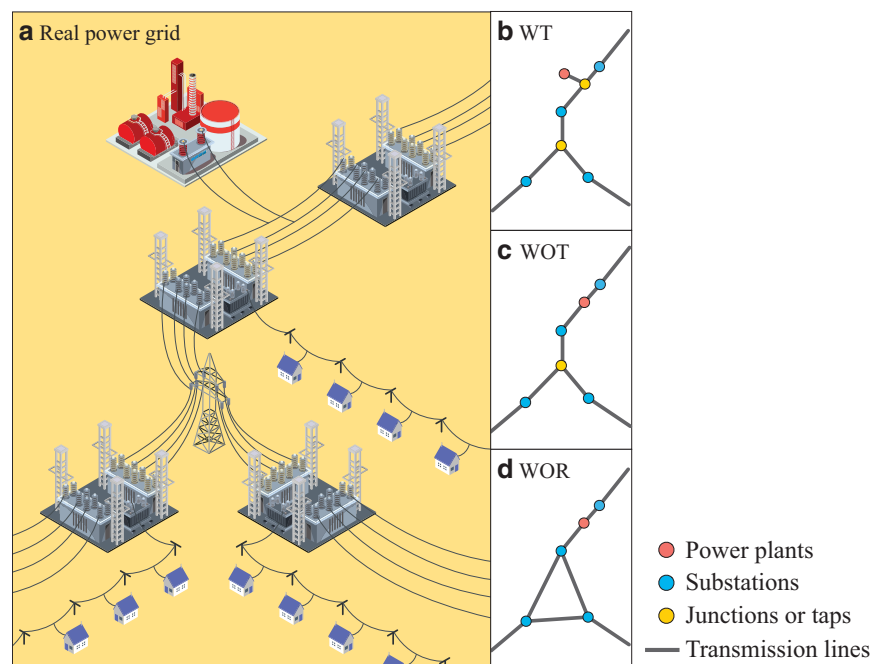 a Real power grid
b WT
c WOT
d WOR
Power plants
Substations
Junctions or taps
Transmission lines